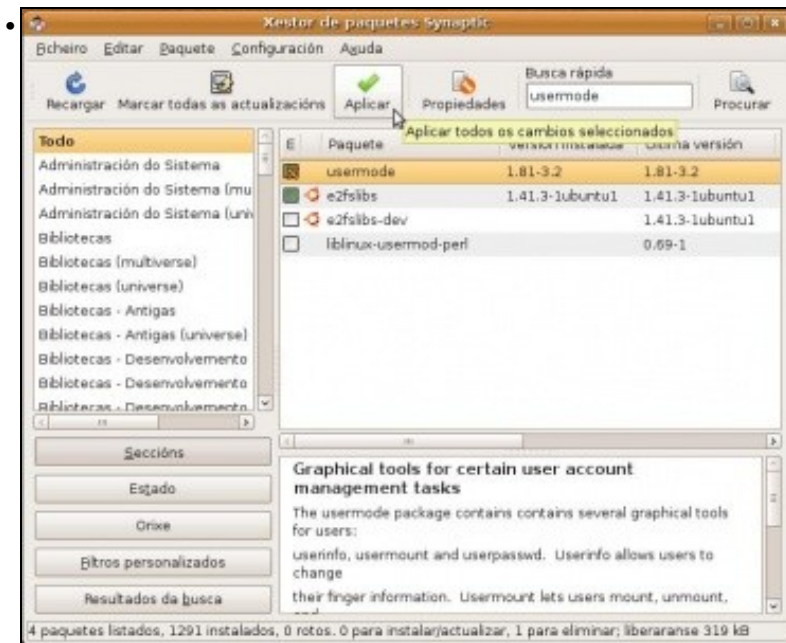 Xestor de paquetes Synaptic
Ficheiro Editar Paquete Configuración Axuda
Recargar Marcar todas as actualizacións Aplicar Propiedades Busca rápida Procurar
usermode
Aplicar todos os cambios seleccionados
Todo
Administración do Sistema
Administración do Sistema (mu
Administración do Sistema (univ
Bibliotecas
Bibliotecas (multiverse)
Bibliotecas (universe)
Bibliotecas - Antigas
Bibliotecas - Antigas (universe)
Bibliotecas - Desenvolvemento
Bibliotecas - Desenvolvemento
Bibliotecas - Desenvolvemento
E Paquete Versión instalada Última versión
usermode 1.81-3.2 1.81-3.2
e2fslibs 1.41.3-1ubuntu1 1.41.3-1ubuntu1
e2fslibs-dev 1.41.3-1ubuntu1
liblinux-usermod-perl 0.69-1
Seccións
Estado
Orixe
Filtros personalizados
Resultados da busca
Graphical tools for certain user account
management tasks
The usermode package contains contains several graphical tools
for users:
userinfo, usermount and userpasswd. Userinfo allows users to
change
their finger information. Usermount lets users mount, unmount,
and
4 paquetes listados, 1291 instalados, 0 rotos. 0 para instalar/actualizar, 1 para eliminar; liberaranse 319 kB